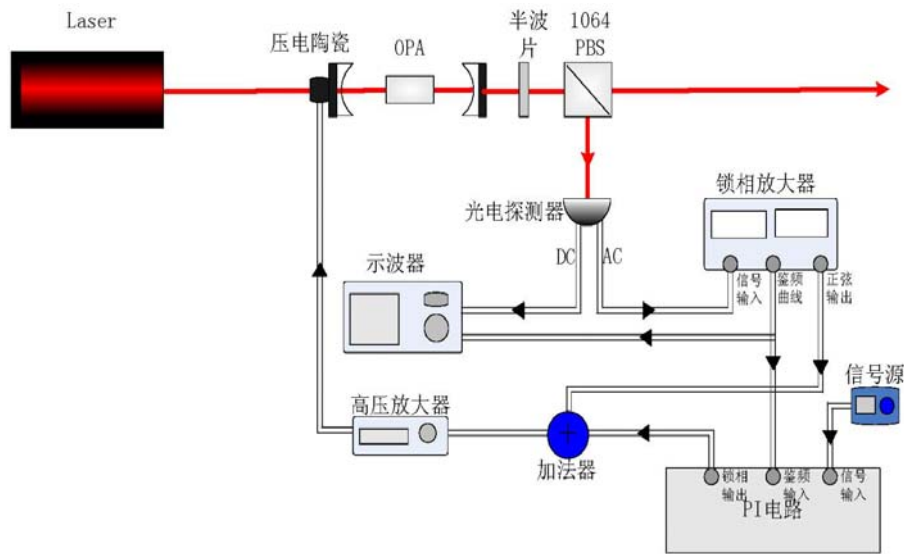 Laser
压电陶瓷
OPA
半波
片
1064
PBS
光电探测器
DC
AC
锁相放大器
信号
输入
鉴频
曲线
正弦
输出
示波器
信号源
高压放大器
加法器
锁相
输出
鉴频
输入
信号
输入
PI电路